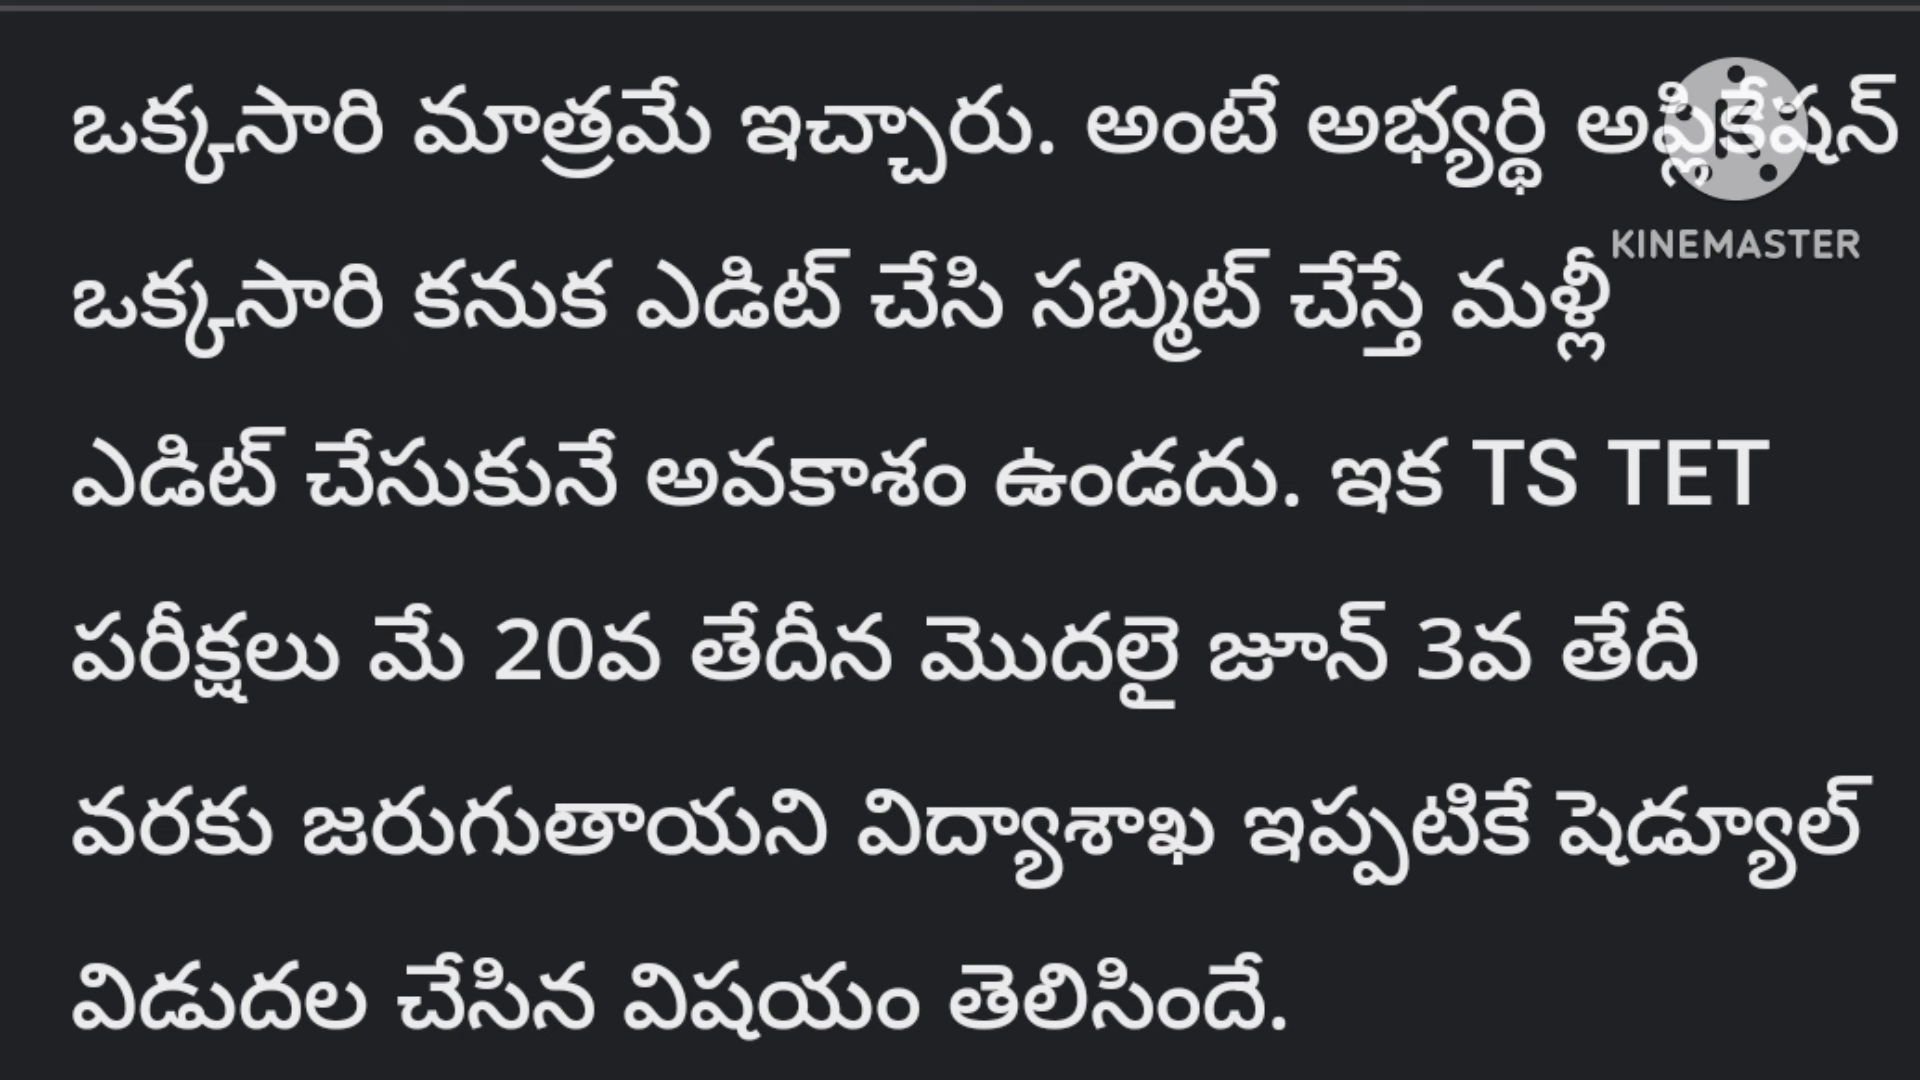 ఒక్కసారి మాత్రమే ఇచ్చారు. అంటే అభ్యర్థి అప్లికేషన్
KINEMASTER
ఒక్కసారి కనుక ఎడిట్ చేసి సబ్మిట్ చేస్తే మళ్లీ
ఎడిట్ చేసుకునే అవకాశం ఉండదు. ఇక TS TET
పరీక్షలు మే 20వ తేదీన మొదలై జూన్ 3వ తేదీ
వరకు జరుగుతాయని విద్యాశాఖ ఇప్పటికే షెడ్యూల్
విడుదల చేసిన విషయం తెలిసిందే.